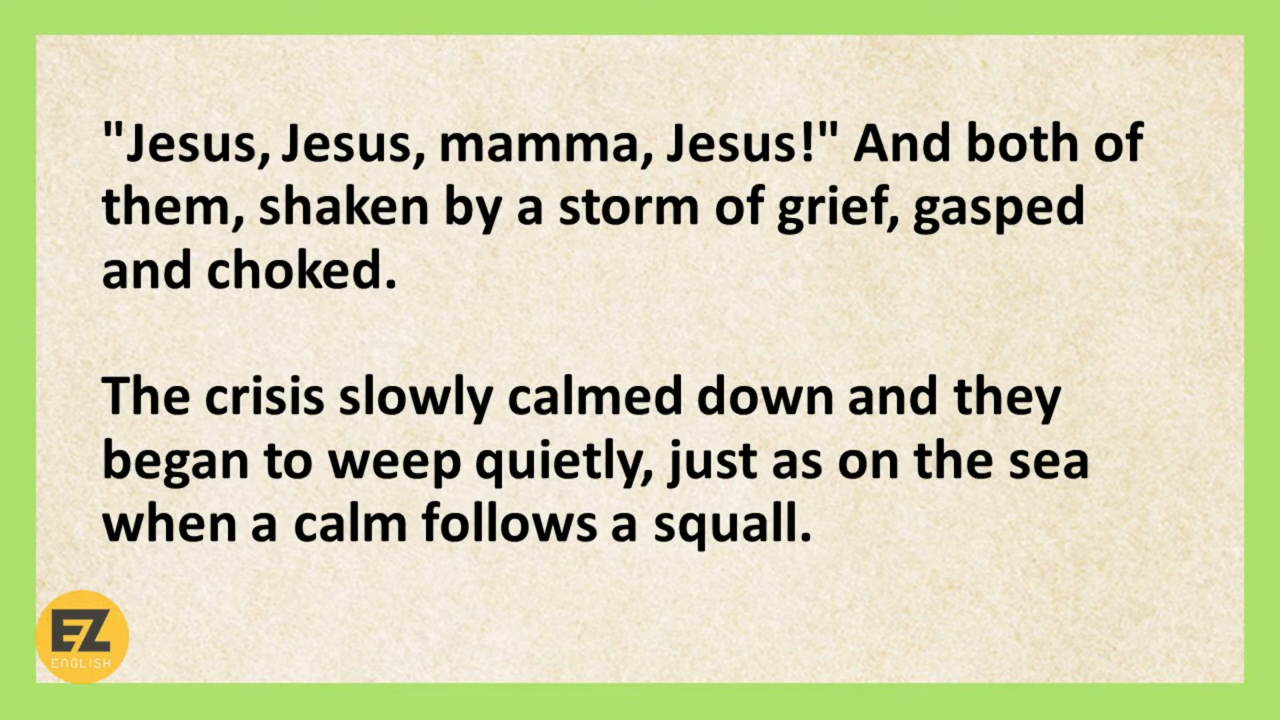 "Jesus, Jesus, mamma, Jesus!" And both of
them, shaken by a storm of grief, gasped
and choked.
The crisis slowly calmed down and they
began to weep quietly, just as on the sea
when a calm follows a squall.
EZ
ENGLISH